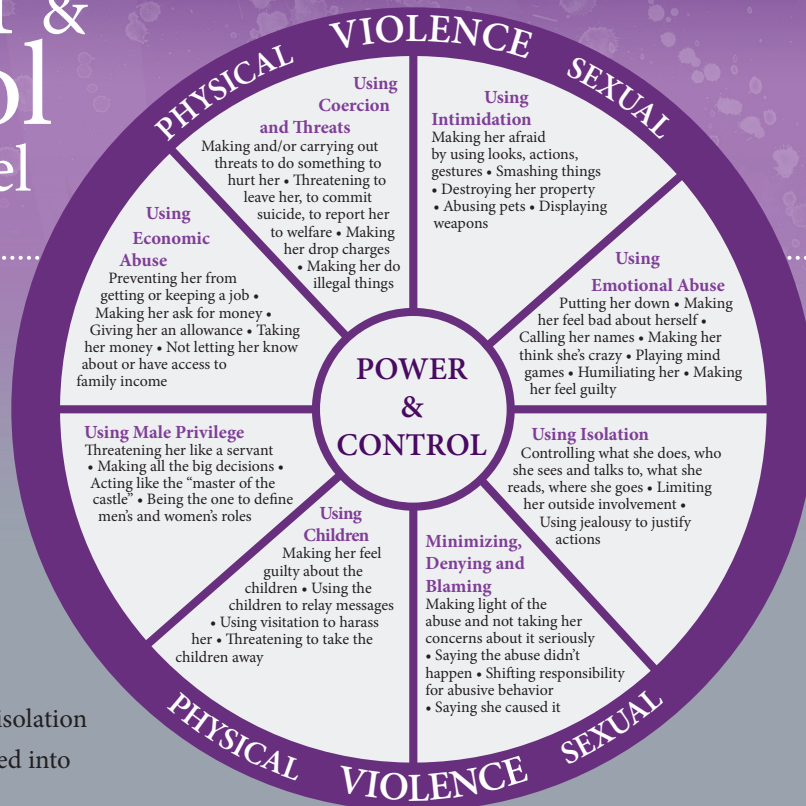 &
ol
el
PHYSICAL VIOLENCE SEXUAL
Using
Coercion
and Threats
Making and/or carrying out
threats to do something to
hurt her • Threatening to
leave her, to commit
suicide, to report her
to welfare • Making
her drop charges
• Making her do
illegal things
Using
Intimidation
Making her afraid
by using looks, actions,
gestures • Smashing things
• Destroying her property
• Abusing pets • Displaying
weapons
Using
Economic
Abuse
Preventing her from
getting or keeping a job •
Making her ask for money •
Giving her an allowance • Taking
her money • Not letting her know
about or have access to
family income
Using
Emotional Abuse
Putting her down • Making
her feel bad about herself •
Calling her names • Making her
think she's crazy • Playing mind
games • Humiliating her • Making
her feel guilty
POWER
&
CONTROL
Using Male Privilege
Threatening her like a servant
• Making all the big decisions •
Acting like the "master of the
castle" • Being the one to define
men's and women's roles
Using Isolation
Controlling what she does, who
she sees and talks to, what she
reads, where she goes • Limiting
her outside involvement •
Using jealousy to justify
actions
Using
Children
Making her feel
guilty about the
children • Using the
children to relay messages
• Using visitation to harass
her • Threatening to take the
children away
Minimizing,
Denying and
Blaming
Making light of the
abuse and not taking her
concerns about it seriously
• Saying the abuse didn't
happen • Shifting responsibility
for abusive behavior
• Saying she caused it
PHYSICAL VIOLENCE SEXUAL
isolation
ed into